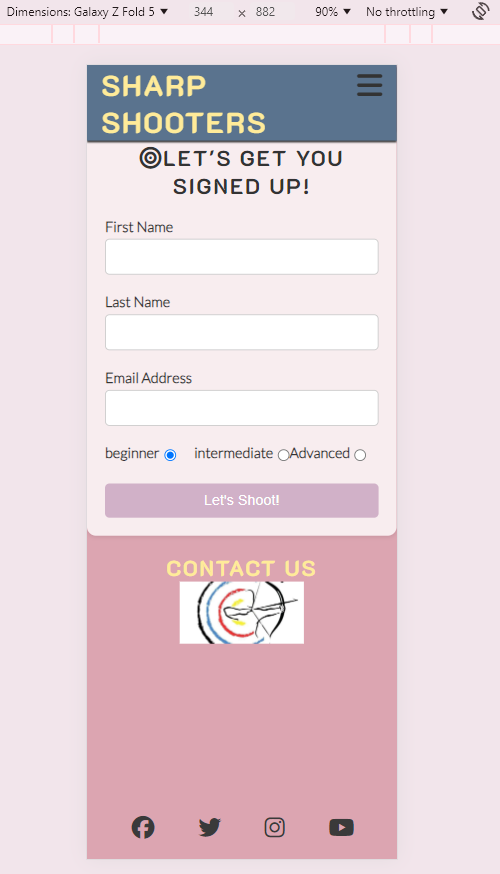 Dimensions: Galaxy Z Fold 5 ▼ 344 × 882 90% ▼ No throttling ▼
SHARP
SHOOTERS
LET'S GET YOU
SIGNED UP!
First Name
Last Name
Email Address
beginner intermediate Advanced
Let's Shoot!
CONTACT US